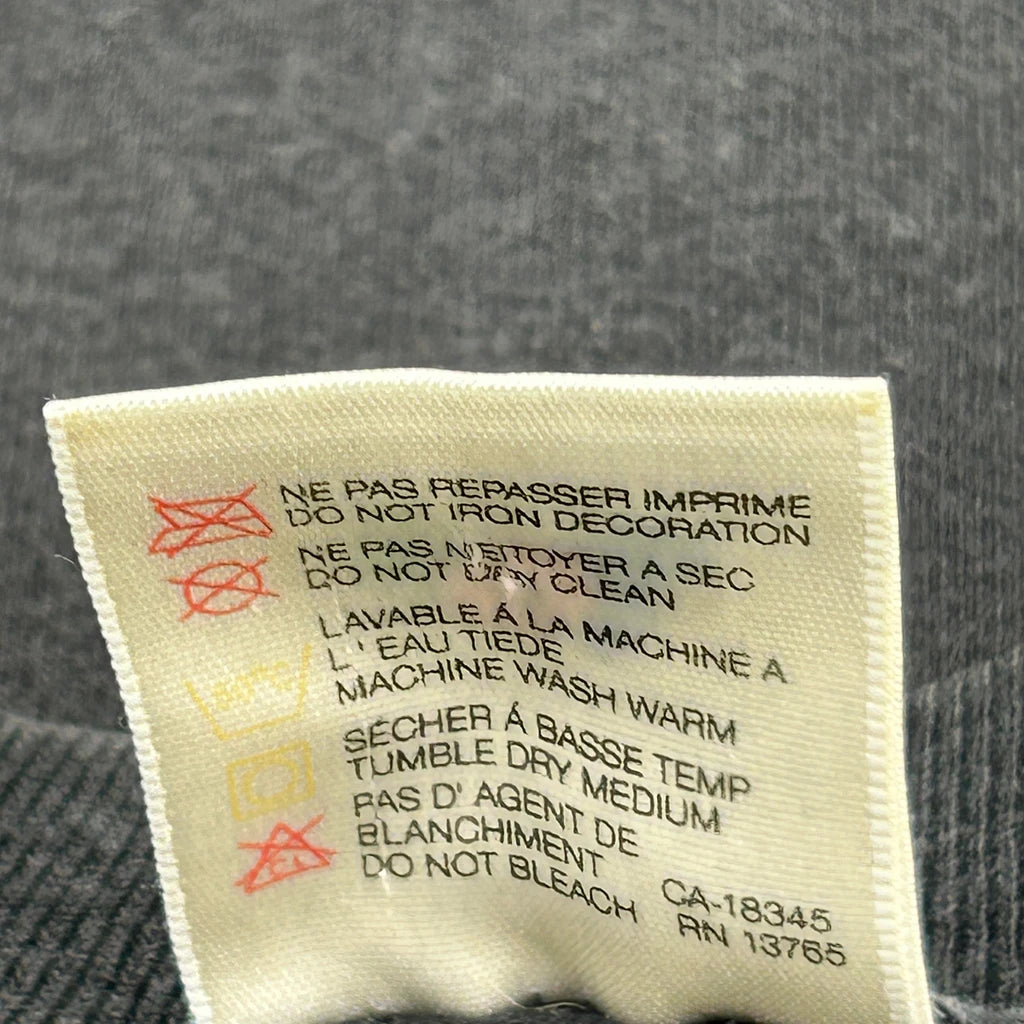 NE PAS REPASSER IMPRIME
DO NOT IRON DECORATION
NE PAS NETTOYER A SEC
DO NOT DRY CLEAN
LAVABLE Á LA MACHINE A
L' EAU TIEDE
MACHINE WASH WARM
SÉCHER Á BASSE TEMP
TUMBLE DRY MEDIUM
PAS D' AGENT DE
BLANCHIMENT
DO NOT BLEACH
CA-18345
RN 13765